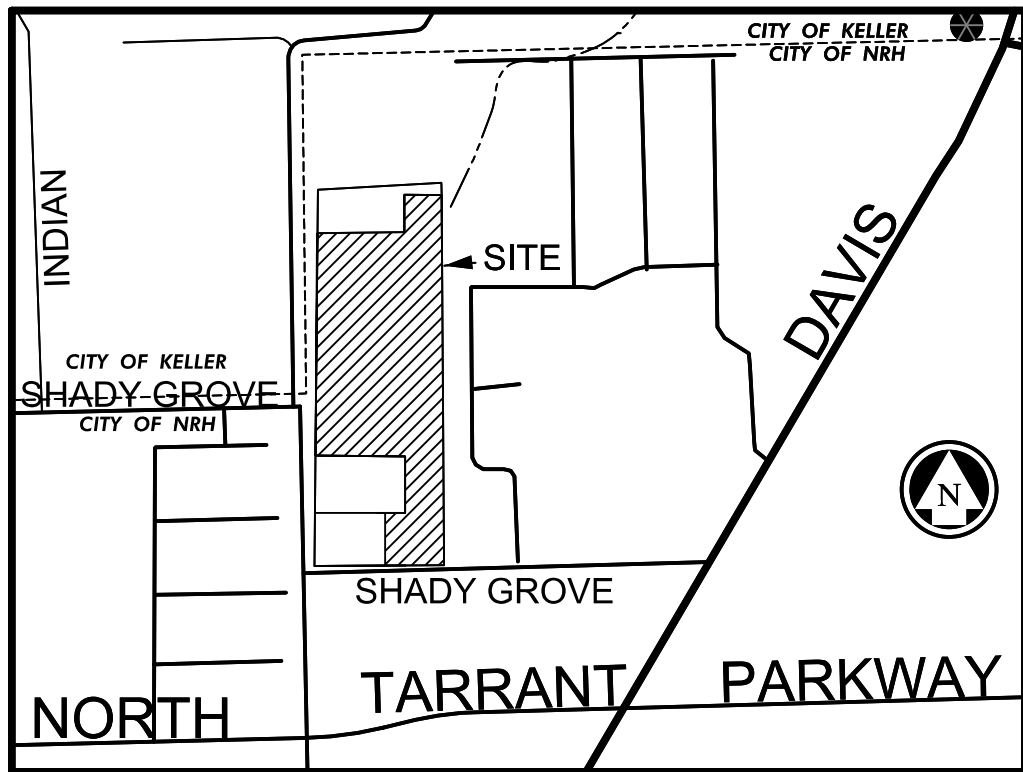 CITY OF KELLER
CITY OF NRH
INDIAN
DAVIS
SITE
CITY OF KELLER
SHADY GROVE
CITY OF NRH
N
SHADY GROVE
NORTH TARRANT PARKWAY